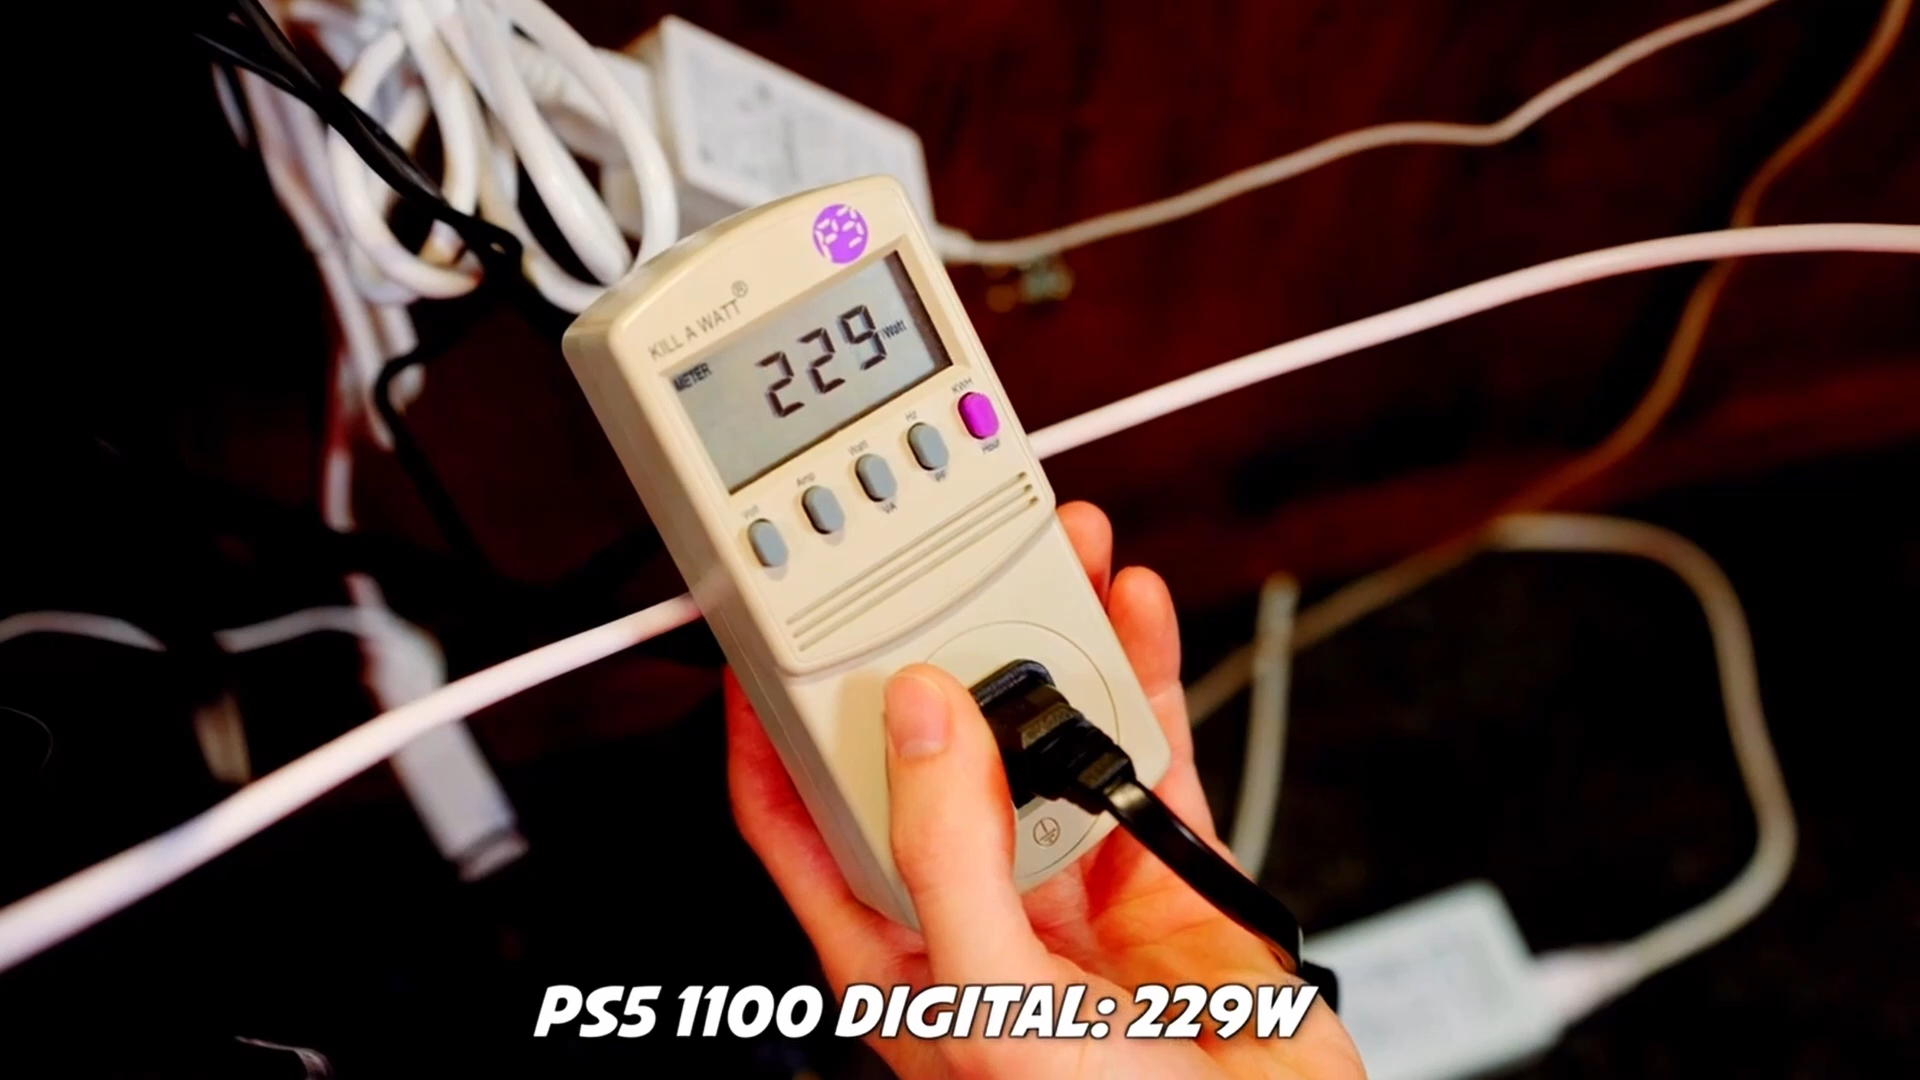 KILL A WATT®
METER
229 Watt
Volt
Amp
Watt
VA
Hz
PF
KWH
Hour
PS5 1100 DIGITAL: 229W